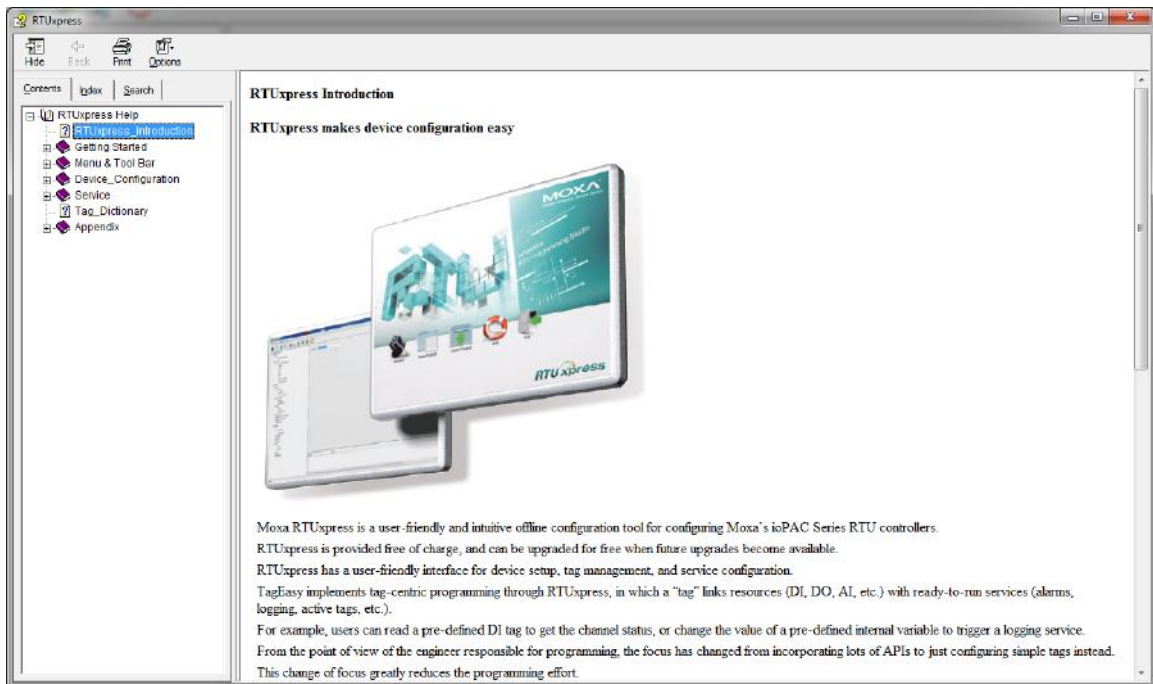 RTUxpress
Hide Back Print Options
Contents Index Search
RTUxpress Help
RTUxpress_Introduction
Getting Started
Menu & Tool Bar
Device_Configuration
Service
Tag_Dictionary
Appendix
RTUxpress Introduction
RTUxpress makes device configuration easy
MOXA
RTU
RTUxpress
Moxa RTUxpress is a user-friendly and intuitive offline configuration tool for configuring Moxa's ioPAC Series RTU controllers.
RTUxpress is provided free of charge, and can be upgraded for free when future upgrades become available.
RTUxpress has a user-friendly interface for device setup, tag management, and service configuration.
TagEasy implements tag-centric programming through RTUxpress, in which a "tag" links resources (DI, DO, AI, etc.) with ready-to-run services (alarms,
logging, active tags, etc.).
For example, users can read a pre-defined DI tag to get the channel status, or change the value of a pre-defined internal variable to trigger a logging service.
From the point of view of the engineer responsible for programming, the focus has changed from incorporating lots of APIs to just configuring simple tags instead.
This change of focus greatly reduces the programming effort.